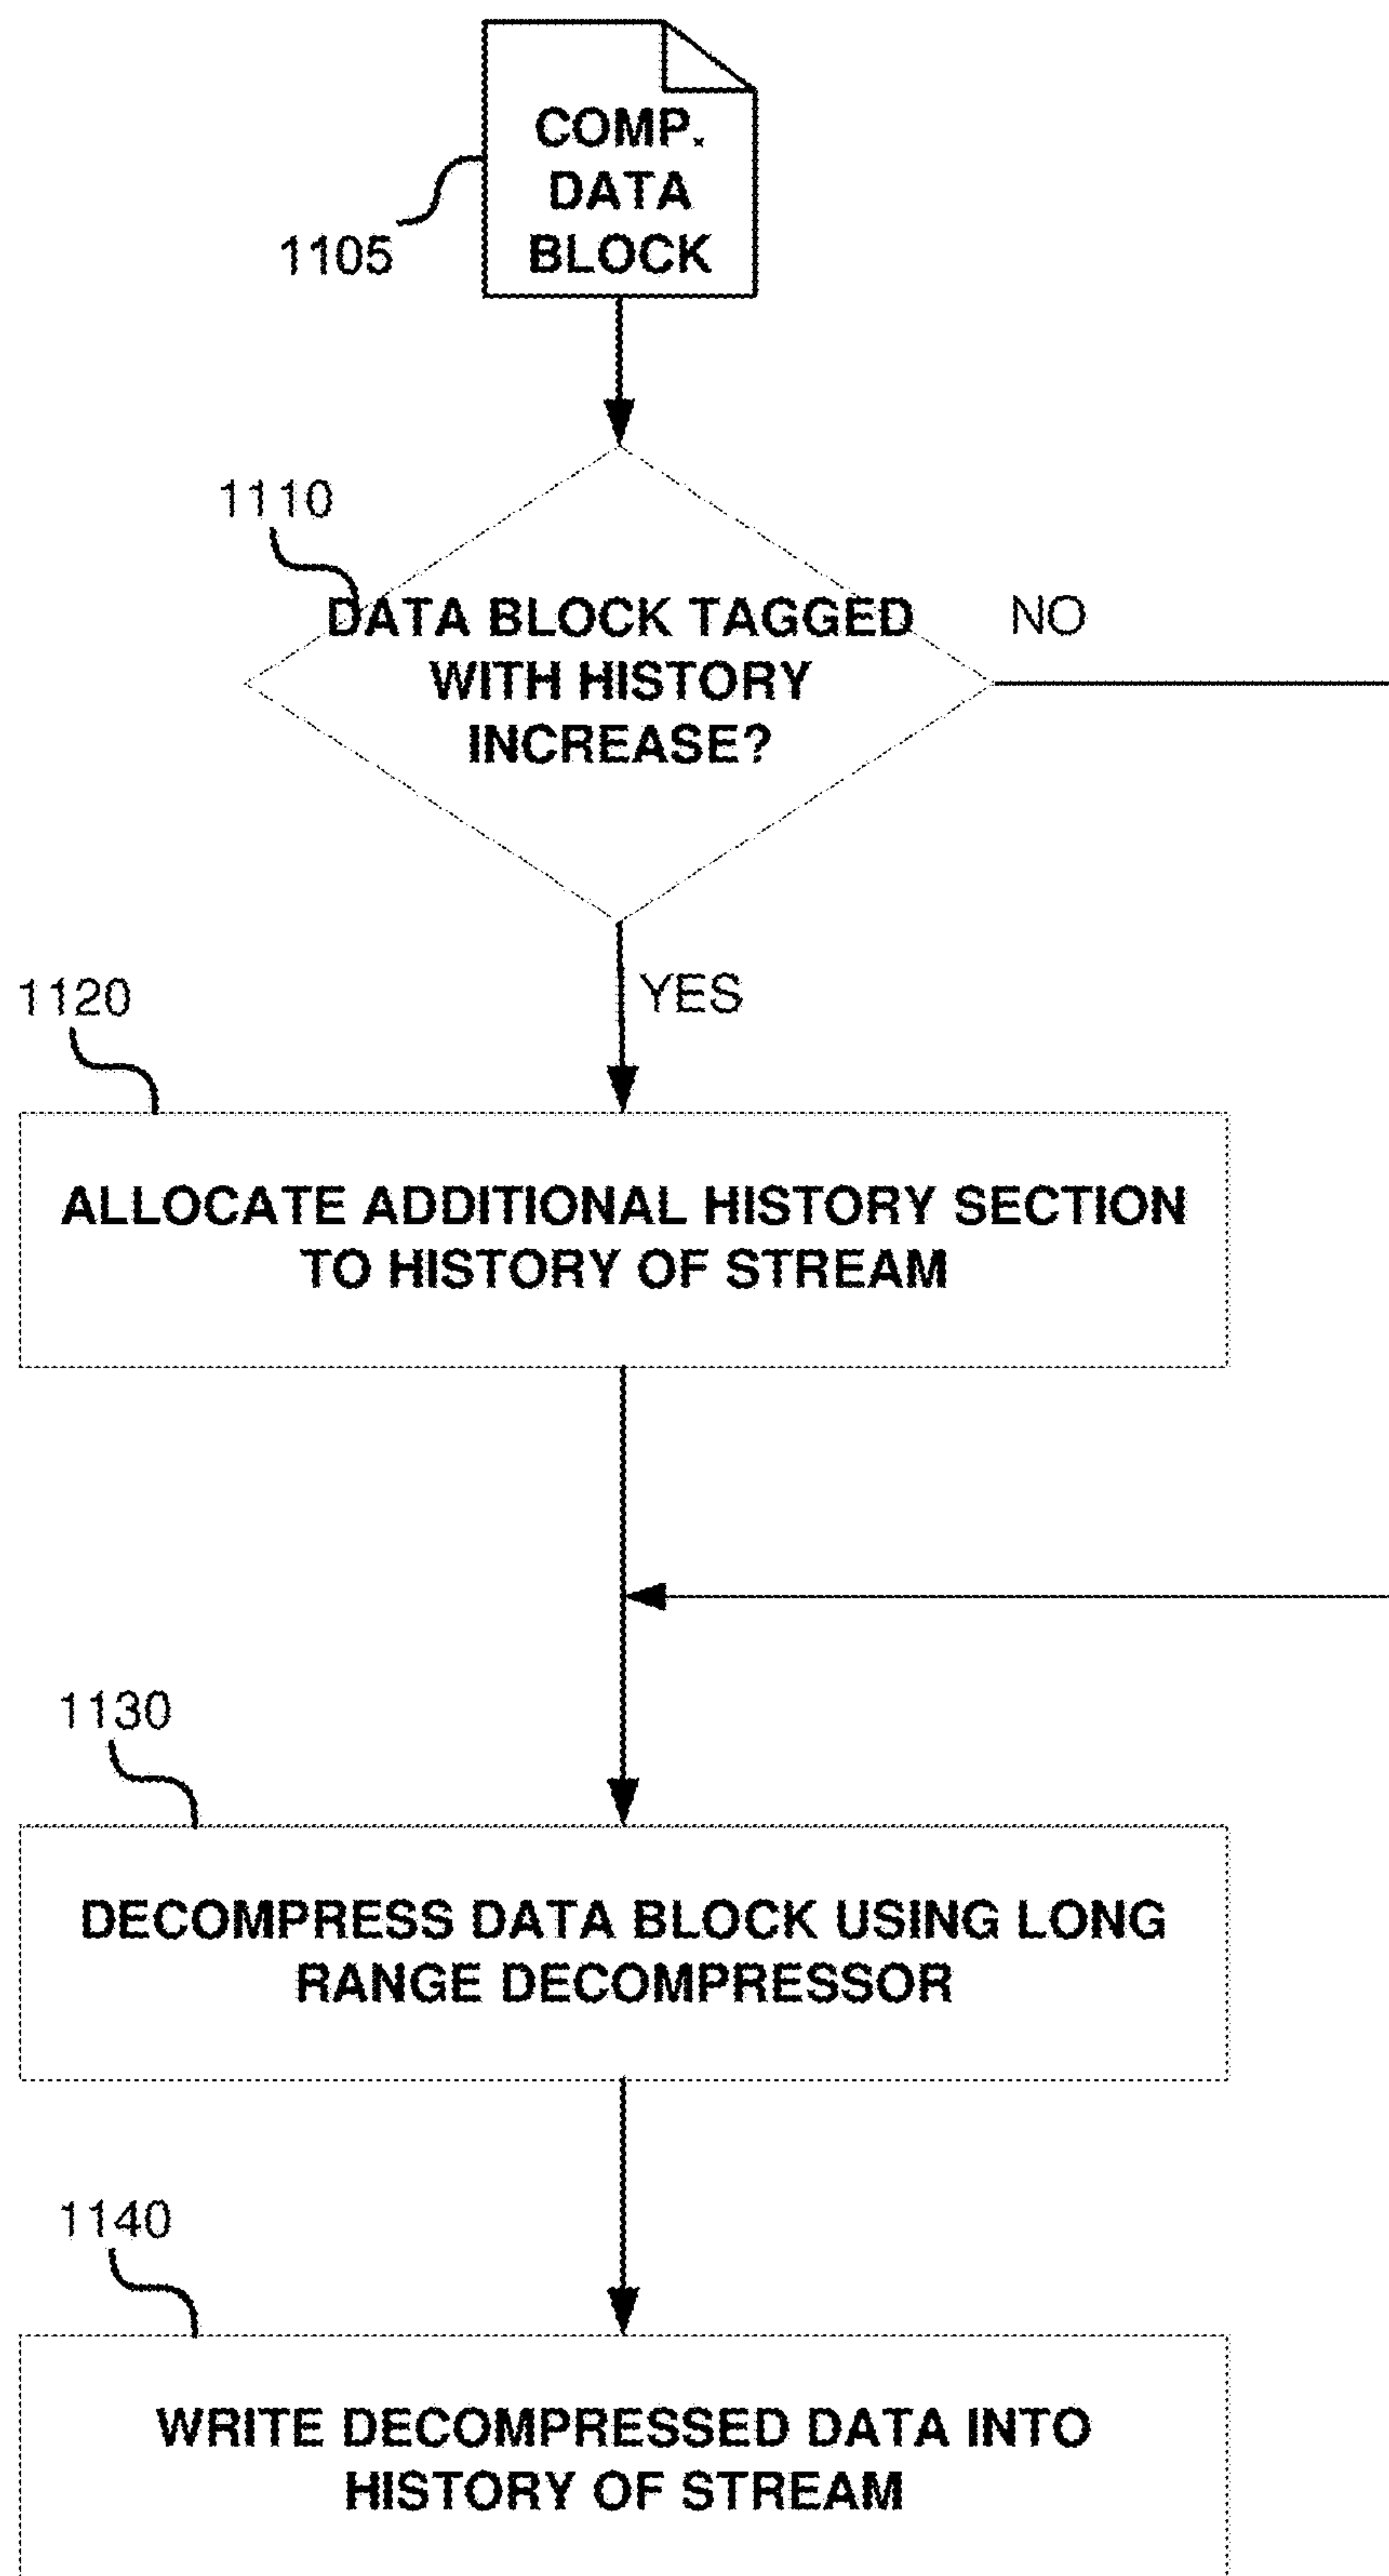 COMP.
DATA
BLOCK
1105
1110
DATA BLOCK TAGGED
WITH HISTORY
INCREASE?
NO
YES
1120
ALLOCATE ADDITIONAL HISTORY SECTION
TO HISTORY OF STREAM
1130
DECOMPRESS DATA BLOCK USING LONG
RANGE DECOMPRESSOR
1140
WRITE DECOMPRESSED DATA INTO
HISTORY OF STREAM